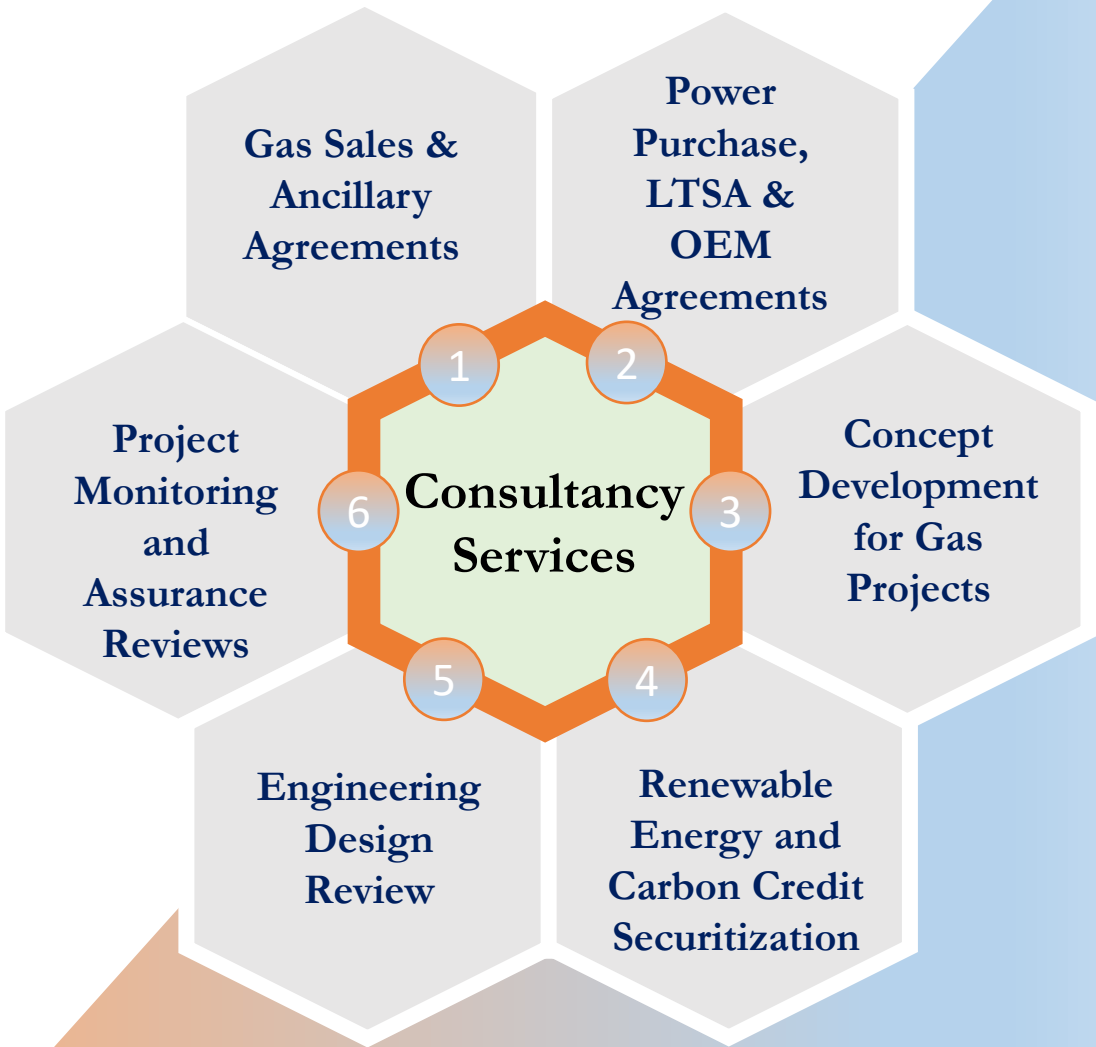 Consultancy
Services
1
Gas Sales &
Ancillary
Agreements
2
Power
Purchase,
LTSA &
OEM
Agreements
3
Concept
Development
for Gas
Projects
4
Renewable
Energy and
Carbon Credit
Securitization
5
Engineering
Design
Review
6
Project
Monitoring
and
Assurance
Reviews